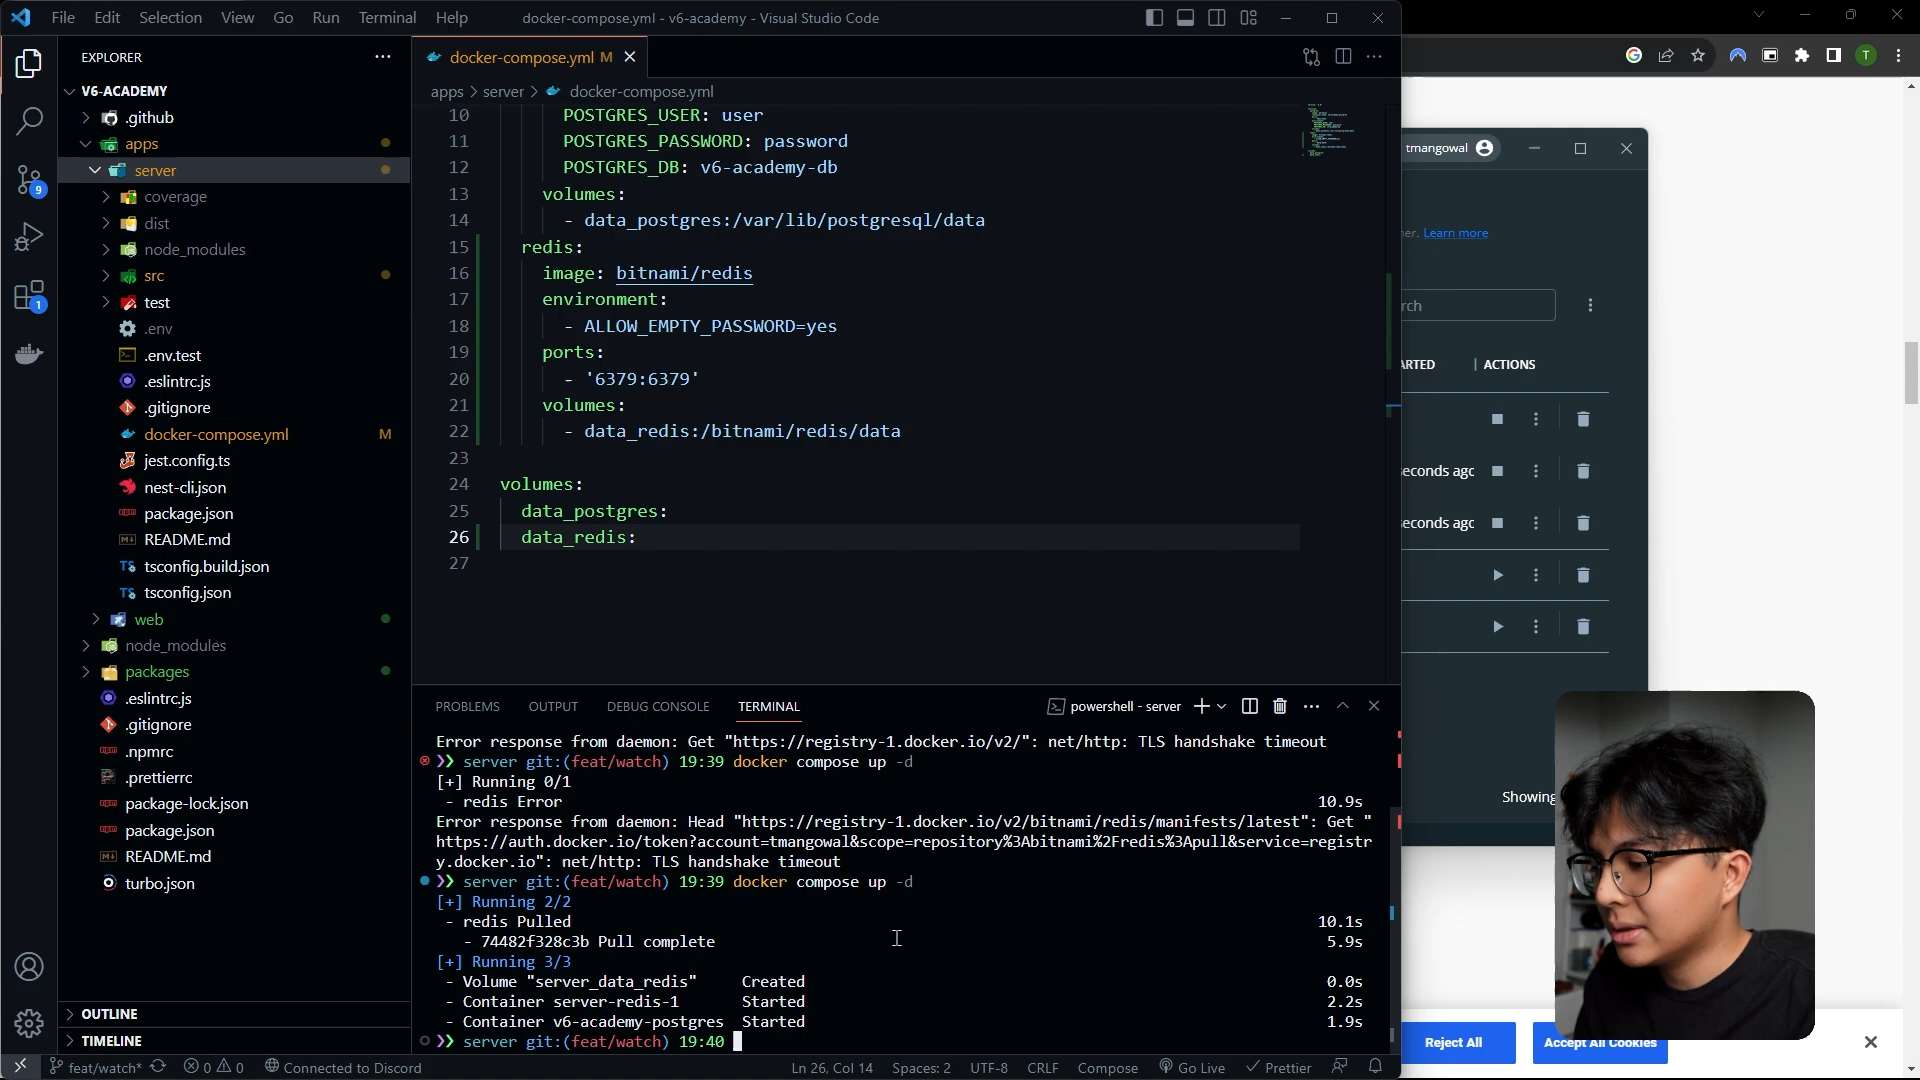 File Edit Selection View Go Run Terminal Help
docker-compose.yml - v6-academy - Visual Studio Code
EXPLORER
V6-ACADEMY
.github
apps
server
coverage
dist
node_modules
src
test
.env
.env.test
.eslintrc.js
.gitignore
docker-compose.yml M
jest.config.ts
nest-cli.json
package.json
README.md
tsconfig.build.json
tsconfig.json
web
node_modules
packages
.eslintrc.js
.gitignore
.npmrc
.prettierrc
package-lock.json
package.json
README.md
turbo.json
OUTLINE
TIMELINE
9
1
docker-compose.yml M
apps > server > docker-compose.yml
10 POSTGRES_USER: user
11 POSTGRES_PASSWORD: password
12 POSTGRES_DB: v6-academy-db
13 volumes:
14 - data_postgres:/var/lib/postgresql/data
15 redis:
16 image: bitnami/redis
17 environment:
18 - ALLOW_EMPTY_PASSWORD=yes
19 ports:
20 - '6379:6379'
21 volumes:
22 - data_redis:/bitnami/redis/data
23
24 volumes:
25 data_postgres:
26 data_redis:
27
PROBLEMS OUTPUT DEBUG CONSOLE TERMINAL
powershell - server
Error response from daemon: Get "https://registry-1.docker.io/v2/": net/http: TLS handshake timeout
server git:(feat/watch) 19:39 docker compose up -d
[+] Running 0/1
- redis Error 10.9s
Error response from daemon: Head "https://registry-1.docker.io/v2/bitnami/redis/manifests/latest": Get "
https://auth.docker.io/token?account=tmangowal&scope=repository%3Abitnami%2Fredis%3Apull&service=registr
y.docker.io": net/http: TLS handshake timeout
server git:(feat/watch) 19:39 docker compose up -d
[+] Running 2/2
- redis Pulled 10.1s
- 74482f328c3b Pull complete 5.9s
[+] Running 3/3
- Volume "server_data_redis" Created 0.0s
- Container server-redis-1 Started 2.2s
- Container v6-academy-postgres Started 1.9s
server git:(feat/watch) 19:40
feat/watch* 0 0 Connected to Discord
Ln 26, Col 14 Spaces: 2 UTF-8 CRLF Compose Go Live Prettier
T
tmangowal
Learn more
ACTIONS
Showing
Reject All
Accept All Cookies